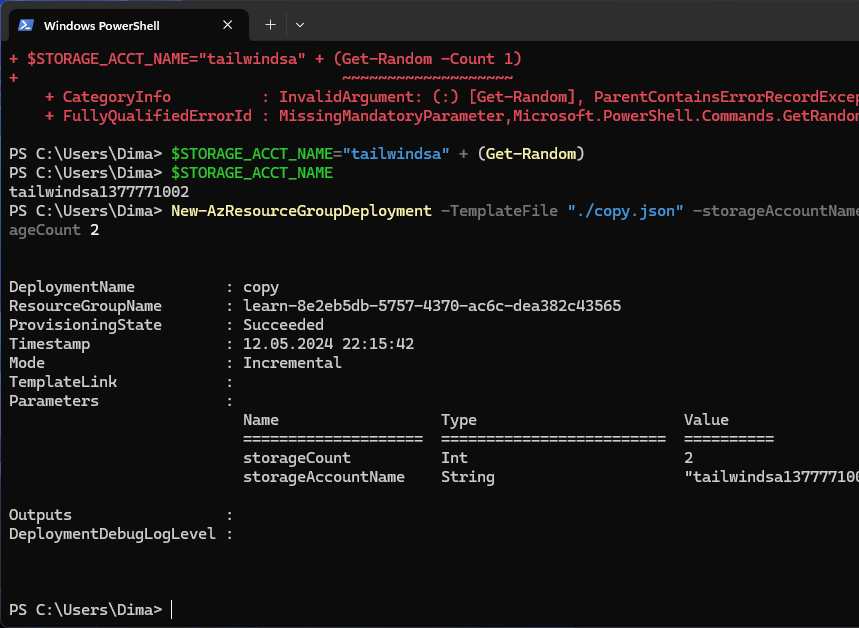 Windows PowerShell
+ $STORAGE_ACCT_NAME="tailwindsa" + (Get-Random -Count 1)
+ ~~~~~~~~~~~~~~~~~~~
+ CategoryInfo : InvalidArgument: (:) [Get-Random], ParentContainsErrorRecordExcep
+ FullyQualifiedErrorId : MissingMandatoryParameter,Microsoft.PowerShell.Commands.GetRandom
PS C:\Users\Dima> $STORAGE_ACCT_NAME="tailwindsa" + (Get-Random)
PS C:\Users\Dima> $STORAGE_ACCT_NAME
tailwindsa1377771002
PS C:\Users\Dima> New-AzResourceGroupDeployment -TemplateFile "./copy.json" -storageAccountName
ageCount 2
DeploymentName : copy
ResourceGroupName : learn-8e2eb5db-5757-4370-ac6c-dea382c43565
ProvisioningState : Succeeded
Timestamp : 12.05.2024 22:15:42
Mode : Incremental
TemplateLink :
Parameters :
Name Type Value
==================== ========================= ==========
storageCount Int 2
storageAccountName String "tailwindsa137777100
Outputs :
DeploymentDebugLogLevel :
PS C:\Users\Dima>